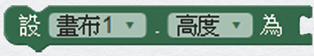 設 畫布1 . 高度 為